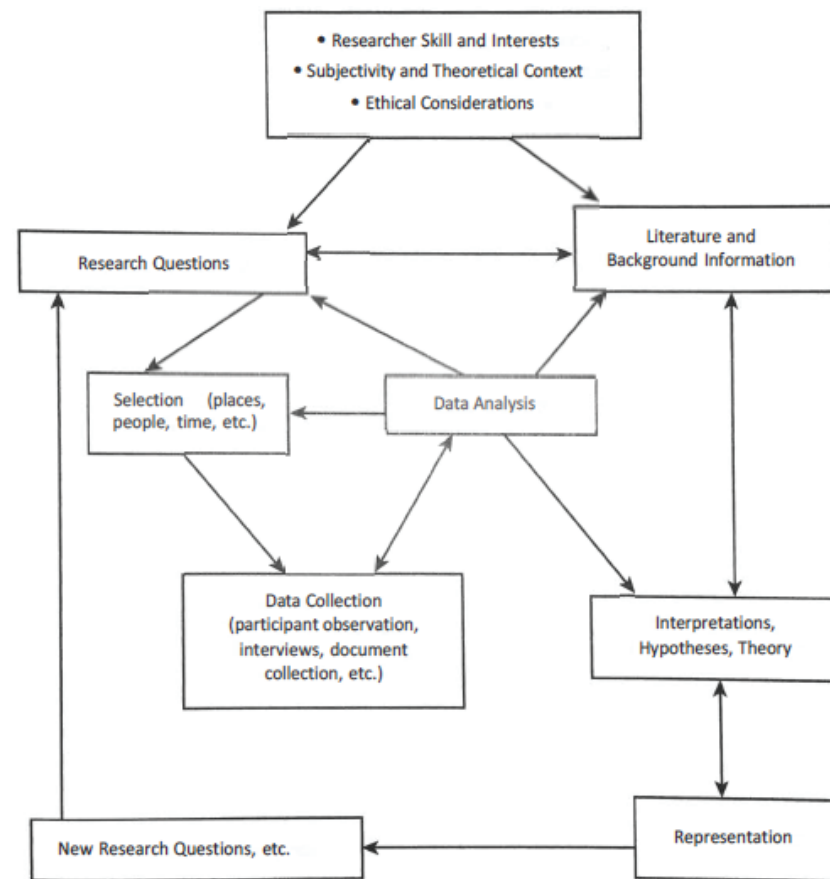 • Researcher Skill and Interests
• Subjectivity and Theoretical Context
• Ethical Considerations
Research Questions
Literature and
Background Information
Selection (places,
people, time, etc.)
Data Analysis
Data Collection
(participant observation,
interviews, document
collection, etc.)
Interpretations,
Hypotheses, Theory
New Research Questions, etc.
Representation